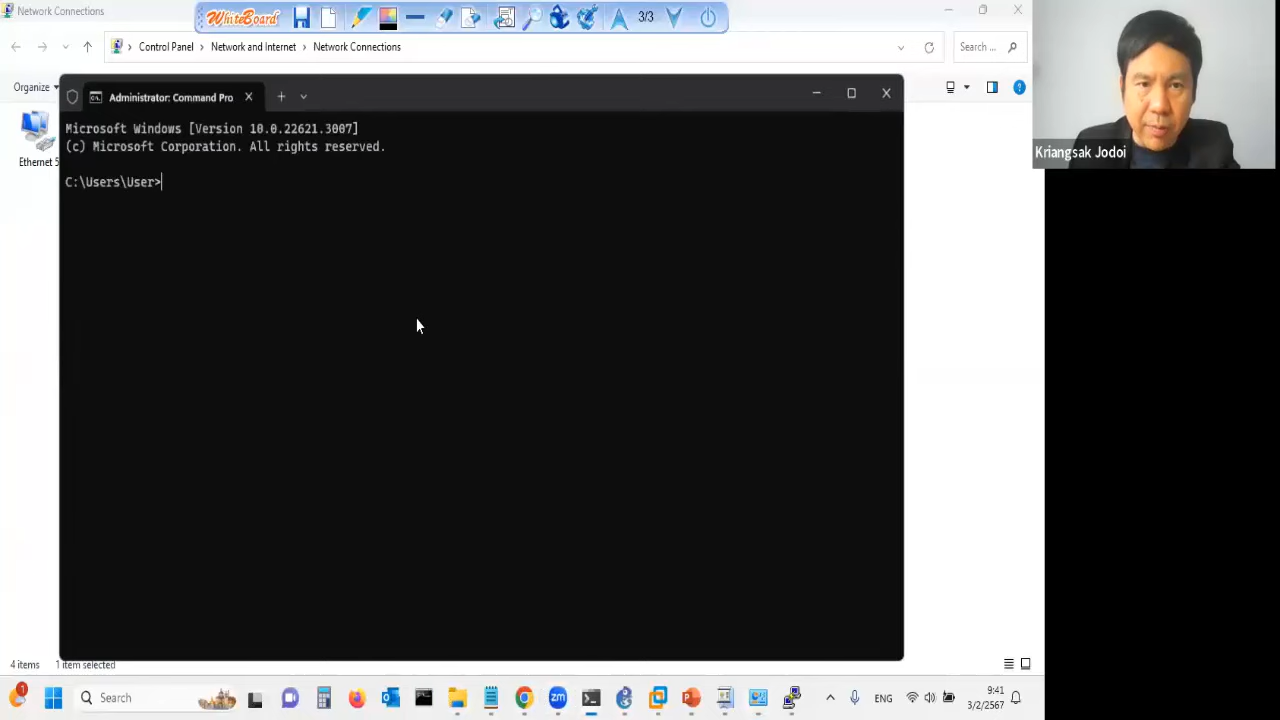 Network Connections
WhiteBoard
3/3
Control Panel > Network and Internet > Network Connections
Search ...
Organize
Ethernet 5
Administrator: Command Pro
Microsoft Windows [Version 10.0.22621.3007]
(c) Microsoft Corporation. All rights reserved.
C:\Users\User>
Kriangsak Jodoi
4 items
1 item selected
1
Search
ENG
9:41
3/2/2567